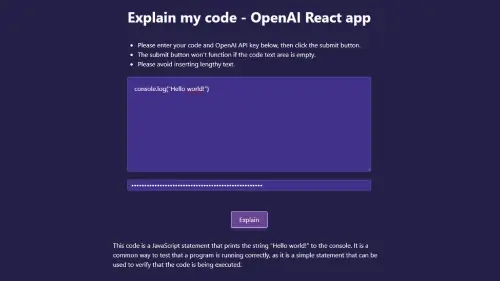 Explain my code - OpenAI React app
Please enter your code and OpenAI API key below, then click the submit button.
The submit button won't function if the code text area is empty.
Please avoid inserting lengthy text.
console.log("Hello world!")
Explain
This code is a JavaScript statement that prints the string "Hello world!" to the console. It is a
common way to test that a program is running correctly, as it is a simple statement that can be
used to verify that the code is being executed.